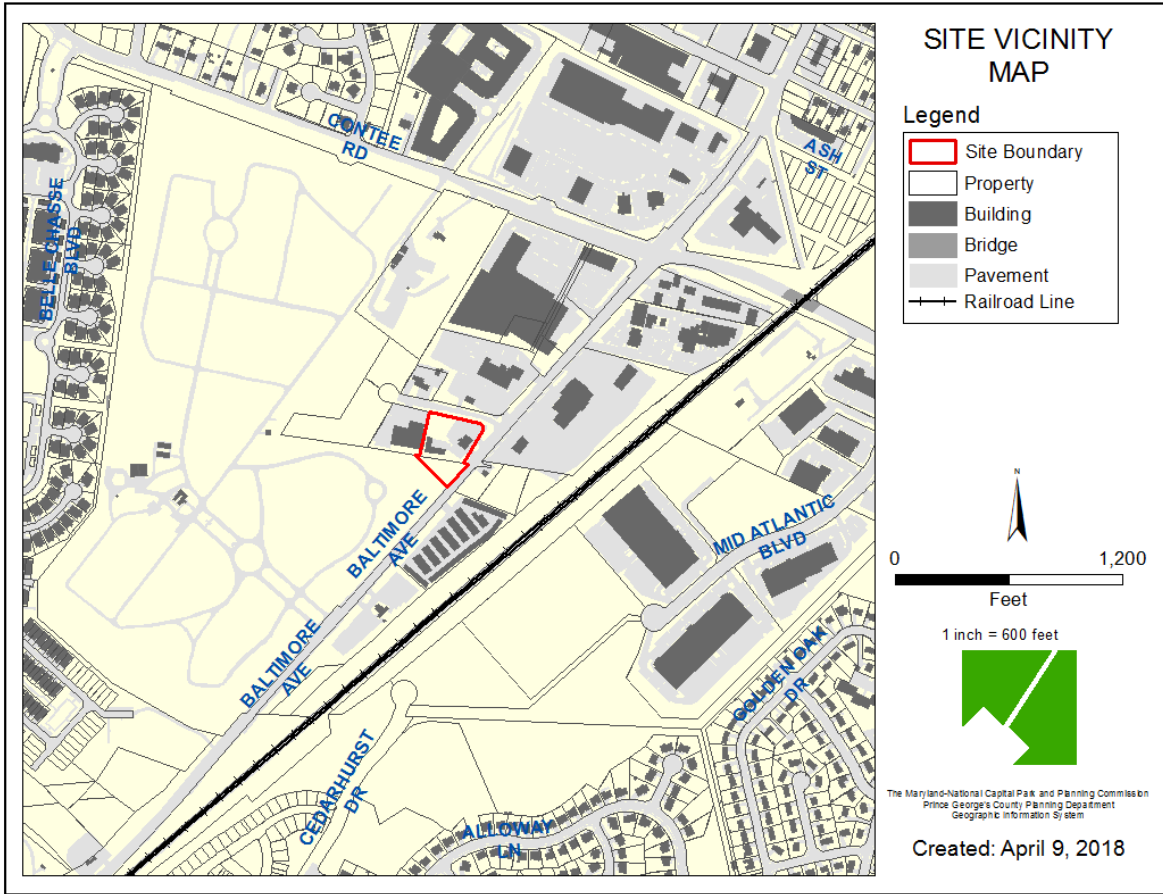 CONTEE
RD
ASH
ST
BELLE CHASSE
BLVD
BALTIMORE
AVE
MID ATLANTIC
BLVD
BALTIMORE
AVE
GOLDEN OAK
DR
CEDARHURST
DR
ALLOWAY
LN
SITE VICINITY
MAP
Legend
Site Boundary
Property
Building
Bridge
Pavement
Railroad Line
N
0 1,200
Feet
1 inch = 600 feet
The Maryland-National Capital Park and Planning Commission
Prince George's County Planning Department
Geographic Information System
Created: April 9, 2018